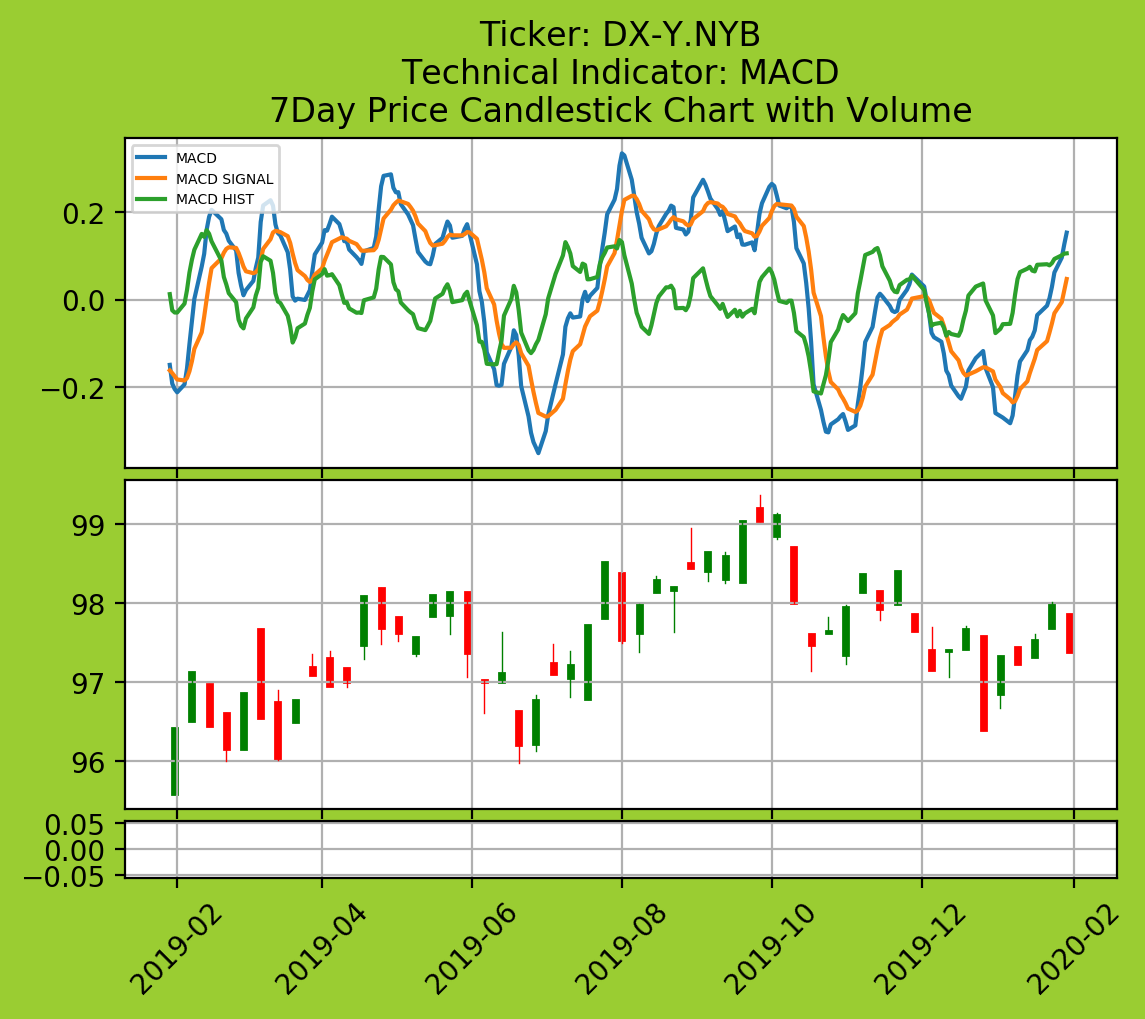 Ticker: DX-Y.NYB
Technical Indicator: MACD
7Day Price Candlestick Chart with Volume
MACD
MACD SIGNAL
MACD HIST
0.2
0.0
−0.2
99
98
97
96
0.05
0.00
−0.05
2019-02
2019-04
2019-06
2019-08
2019-10
2019-12
2020-02